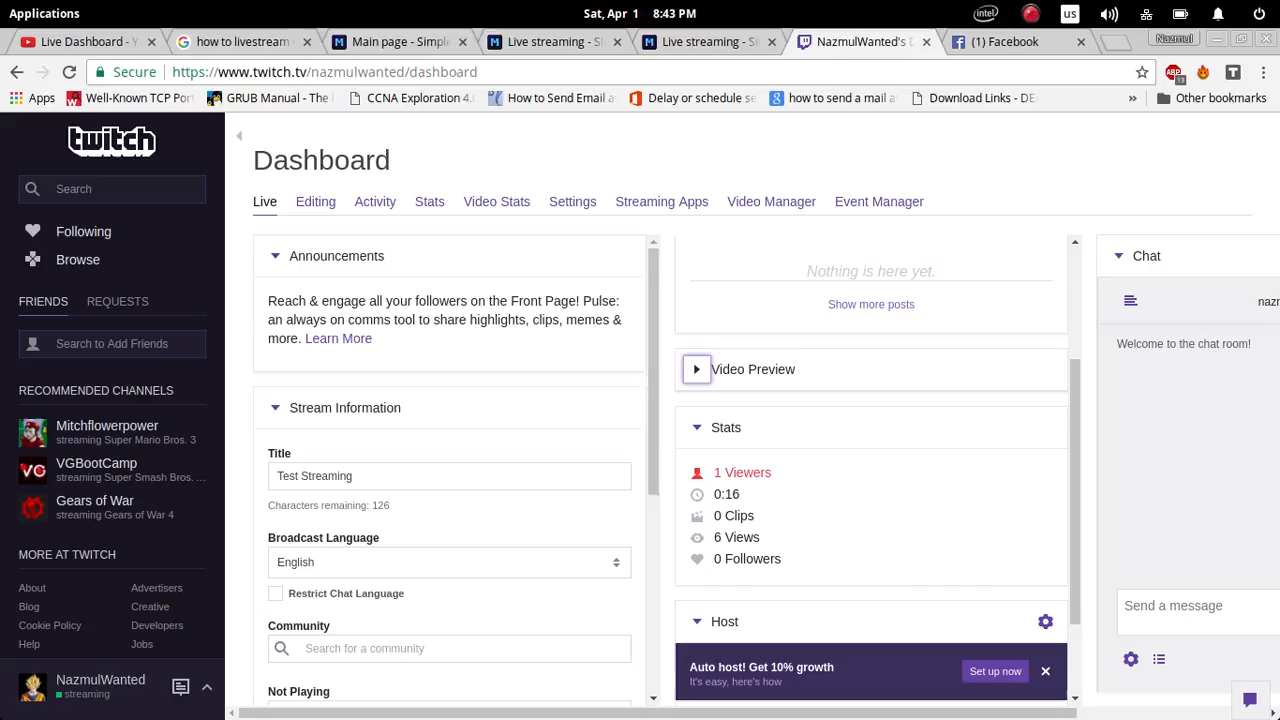 Applications
Sat, Apr 1 8:43 PM
us
Live Dashboard - Y
how to livestream
Main page - Simple
Live streaming - Si
Live streaming - Si
NazmulWanted's D
(1) Facebook
Nazmul
Secure
https://www.twitch.tv/nazmulwanted/dashboard
Apps
Well-Known TCP Port
GRUB Manual - The
CCNA Exploration 4.
How to Send Email a
Delay or schedule se
how to send a mail a
Download Links - DE
Other bookmarks
twitch
Search
Following
Browse
FRIENDS
REQUESTS
Search to Add Friends
RECOMMENDED CHANNELS
Mitchflowerpower
streaming Super Mario Bros. 3
VGBootCamp
streaming Super Smash Bros. …
Gears of War
streaming Gears of War 4
MORE AT TWITCH
About
Advertisers
Blog
Creative
Cookie Policy
Developers
Help
Jobs
NazmulWanted
streaming
Dashboard
Live
Editing
Activity
Stats
Video Stats
Settings
Streaming Apps
Video Manager
Event Manager
Announcements
Reach & engage all your followers on the Front Page! Pulse:
an always on comms tool to share highlights, clips, memes &
more. Learn More
Stream Information
Title
Test Streaming
Characters remaining: 126
Broadcast Language
English
Restrict Chat Language
Community
Search for a community
Not Playing
Nothing is here yet.
Show more posts
Video Preview
Stats
1 Viewers
0:16
0 Clips
6 Views
0 Followers
Host
Auto host! Get 10% growth
It's easy, here's how
Set up now
Chat
nazn
Welcome to the chat room!
Send a message